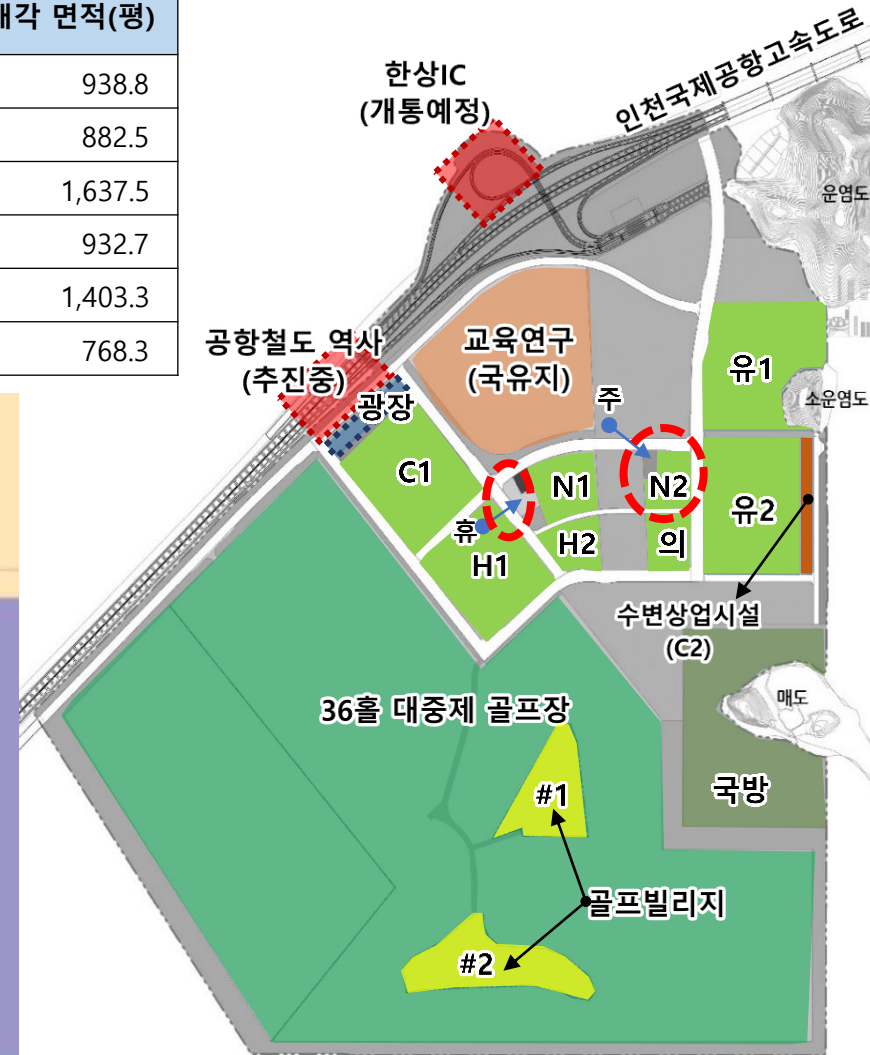 매각 면적(평)
938.8
882.5
1,637.5
932.7
1,403.3
768.3
한상IC
(개통예정)
인천국제공항고속도로
운염도
공항철도 역사
(추진중)
광장
교육연구
(국유지)
주
유1
소운염도
C1
N1
N2
유2
휴
H1
H2
의
수변상업시설
(C2)
매도
36홀 대중제 골프장
국방
#1
골프빌리지
#2